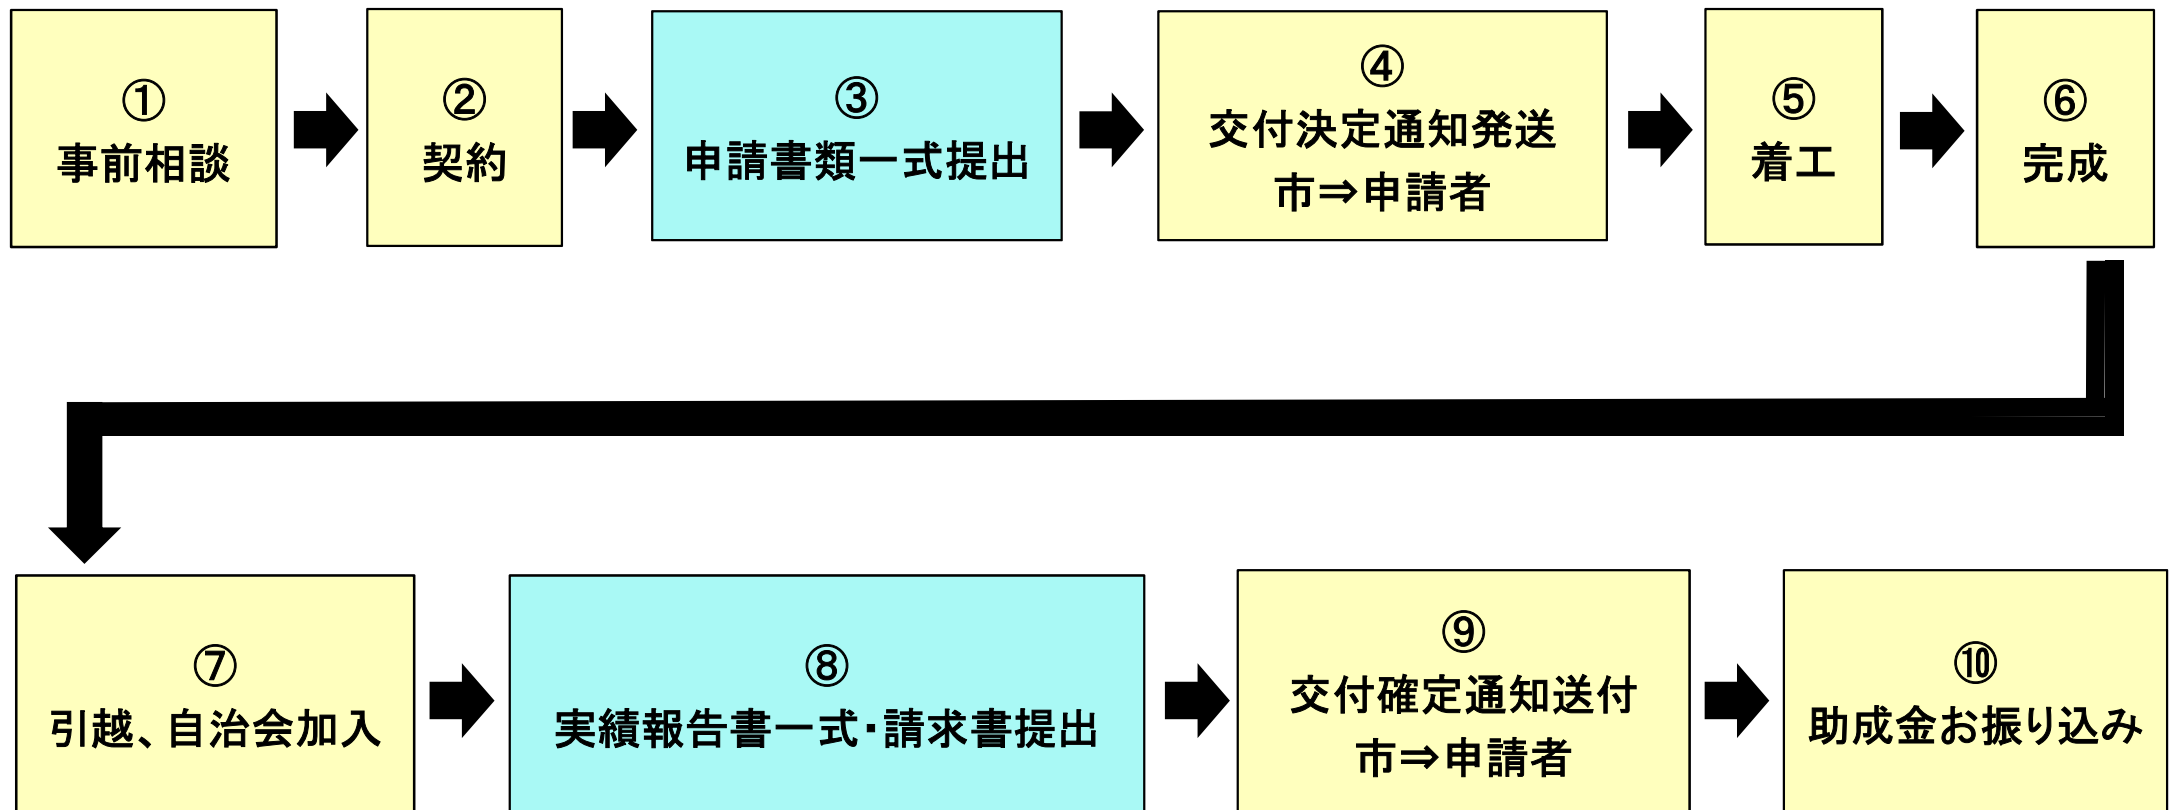 ①
事前相談
②
契約
③
申請書類一式提出
④
交付決定通知発送
市⇒申請者
⑤
着工
⑥
完成
⑦
引越、自治会加入
⑧
実績報告書一式・請求書提出
⑨
交付確定通知送付
市⇒申請者
⑩
助成金お振り込み